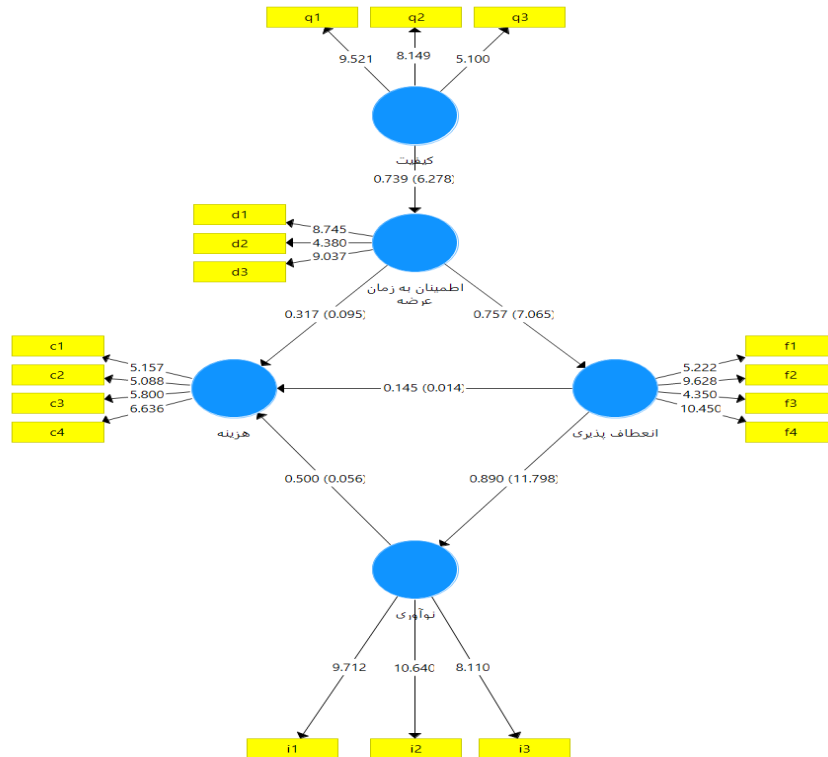 q1
q2
q3
9.521
8.149
5.100
کیفیت
0.739 (6.278)
d1
d2
d3
8.745
4.380
9.037
اطمینان به زمان
عرضه
0.317 (0.095)
0.757 (7.065)
c1
c2
c3
c4
5.157
5.088
5.800
6.636
0.145 (0.014)
f1
f2
f3
f4
5.222
9.628
4.350
10.450
هزینه
انعطاف پذیری
0.500 (0.056)
0.890 (11.798)
نوآوری
9.712
10.640
8.110
i1
i2
i3